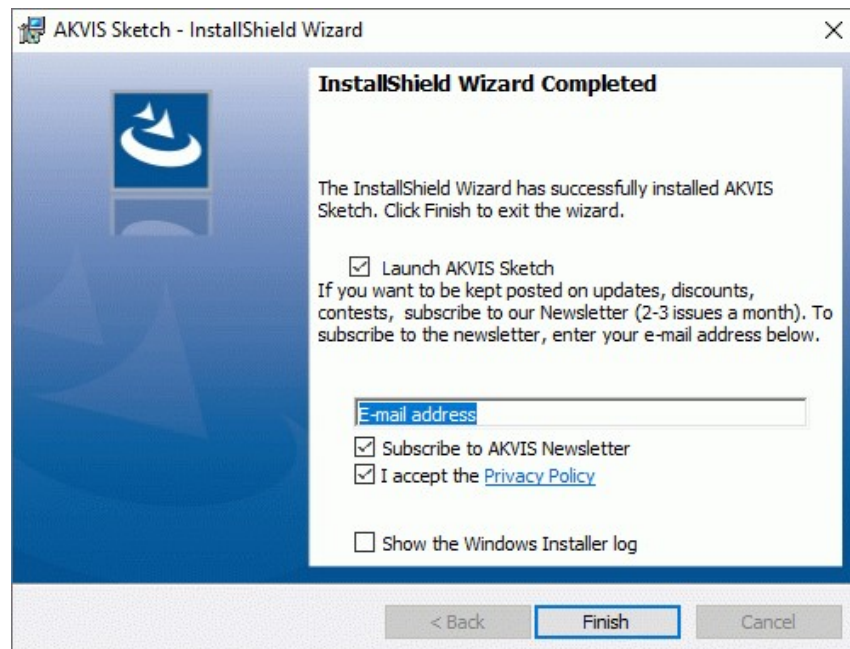 AKVIS Sketch - InstallShield Wizard
InstallShield Wizard Completed
The InstallShield Wizard has successfully installed AKVIS
Sketch. Click Finish to exit the wizard.
Launch AKVIS Sketch
If you want to be kept posted on updates, discounts,
contests,  subscribe to our Newsletter (2-3 issues a month). To
subscribe to the newsletter, enter your e-mail address below.
E-mail address
Subscribe to AKVIS Newsletter
I accept the Privacy Policy
Show the Windows Installer log
< Back Finish Cancel